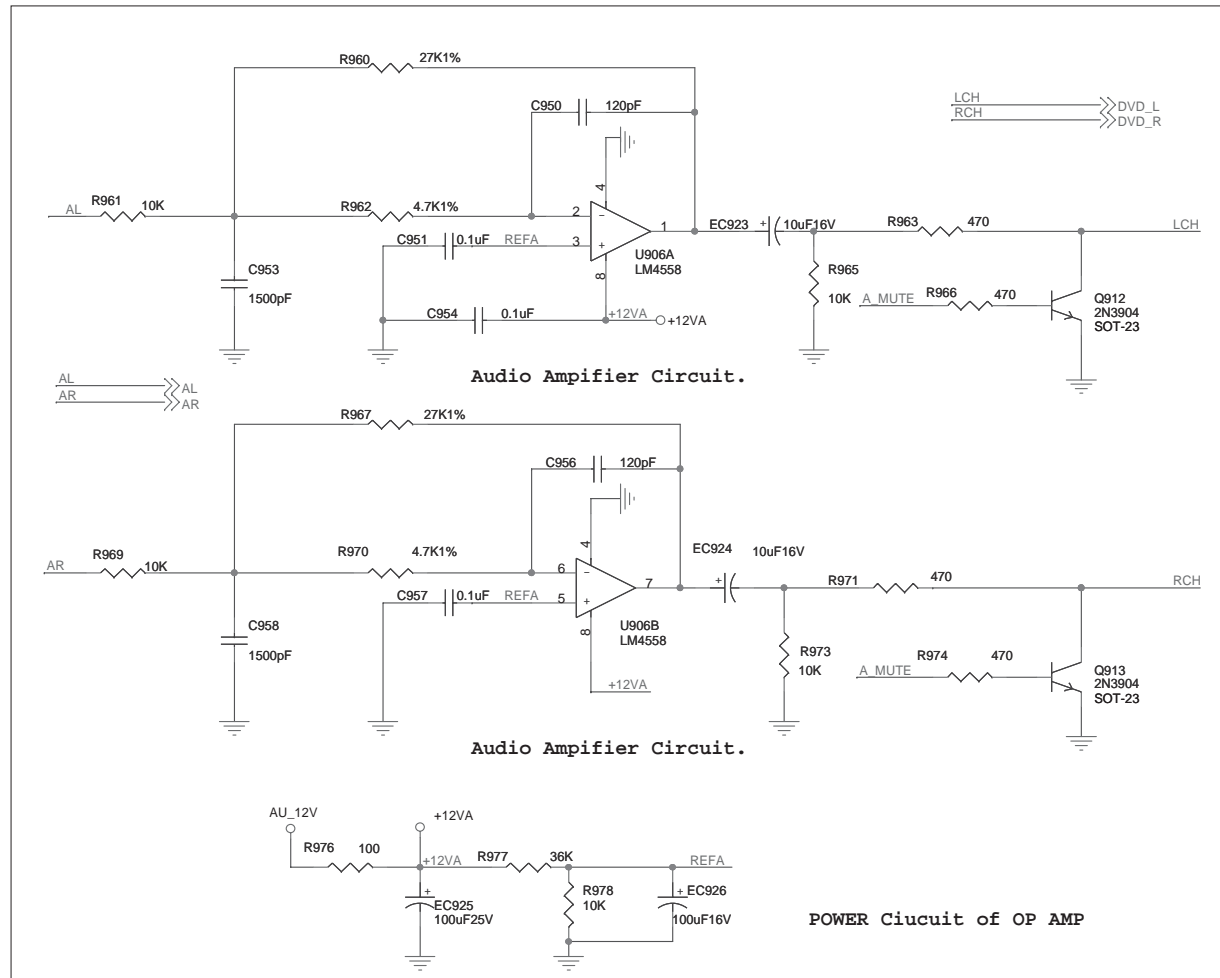 R960 27K1%
C950 120pF
LCH
RCH
DVD_L
DVD_R
4
AL
R961
10K
R962 4.7K1%
2
3
1
8
C951 0.1uF REFA
U906A
LM4558
EC923
+
10uF16V
R963 470
LCH
C953
1500pF
C954 0.1uF
+12VA
+12VA
R965
10K
A_MUTE
R966 470
Q912
2N3904
SOT-23
Audio Ampifier Circuit.
AL
AR
AL
AR
R967 27K1%
C956 120pF
4
AR
R969
10K
R970 4.7K1%
6
5
7
8
C957 0.1uF REFA
U906B
LM4558
EC924
+
10uF16V
R971 470
RCH
C958
1500pF
+12VA
R973
10K
A_MUTE
R974 470
Q913
2N3904
SOT-23
Audio Ampifier Circuit.
AU_12V
+12VA
R976 100
+12VA
R977 36K
REFA
+
EC925
100uF25V
R978
10K
+
EC926
100uF16V
POWER Ciucuit of OP AMP